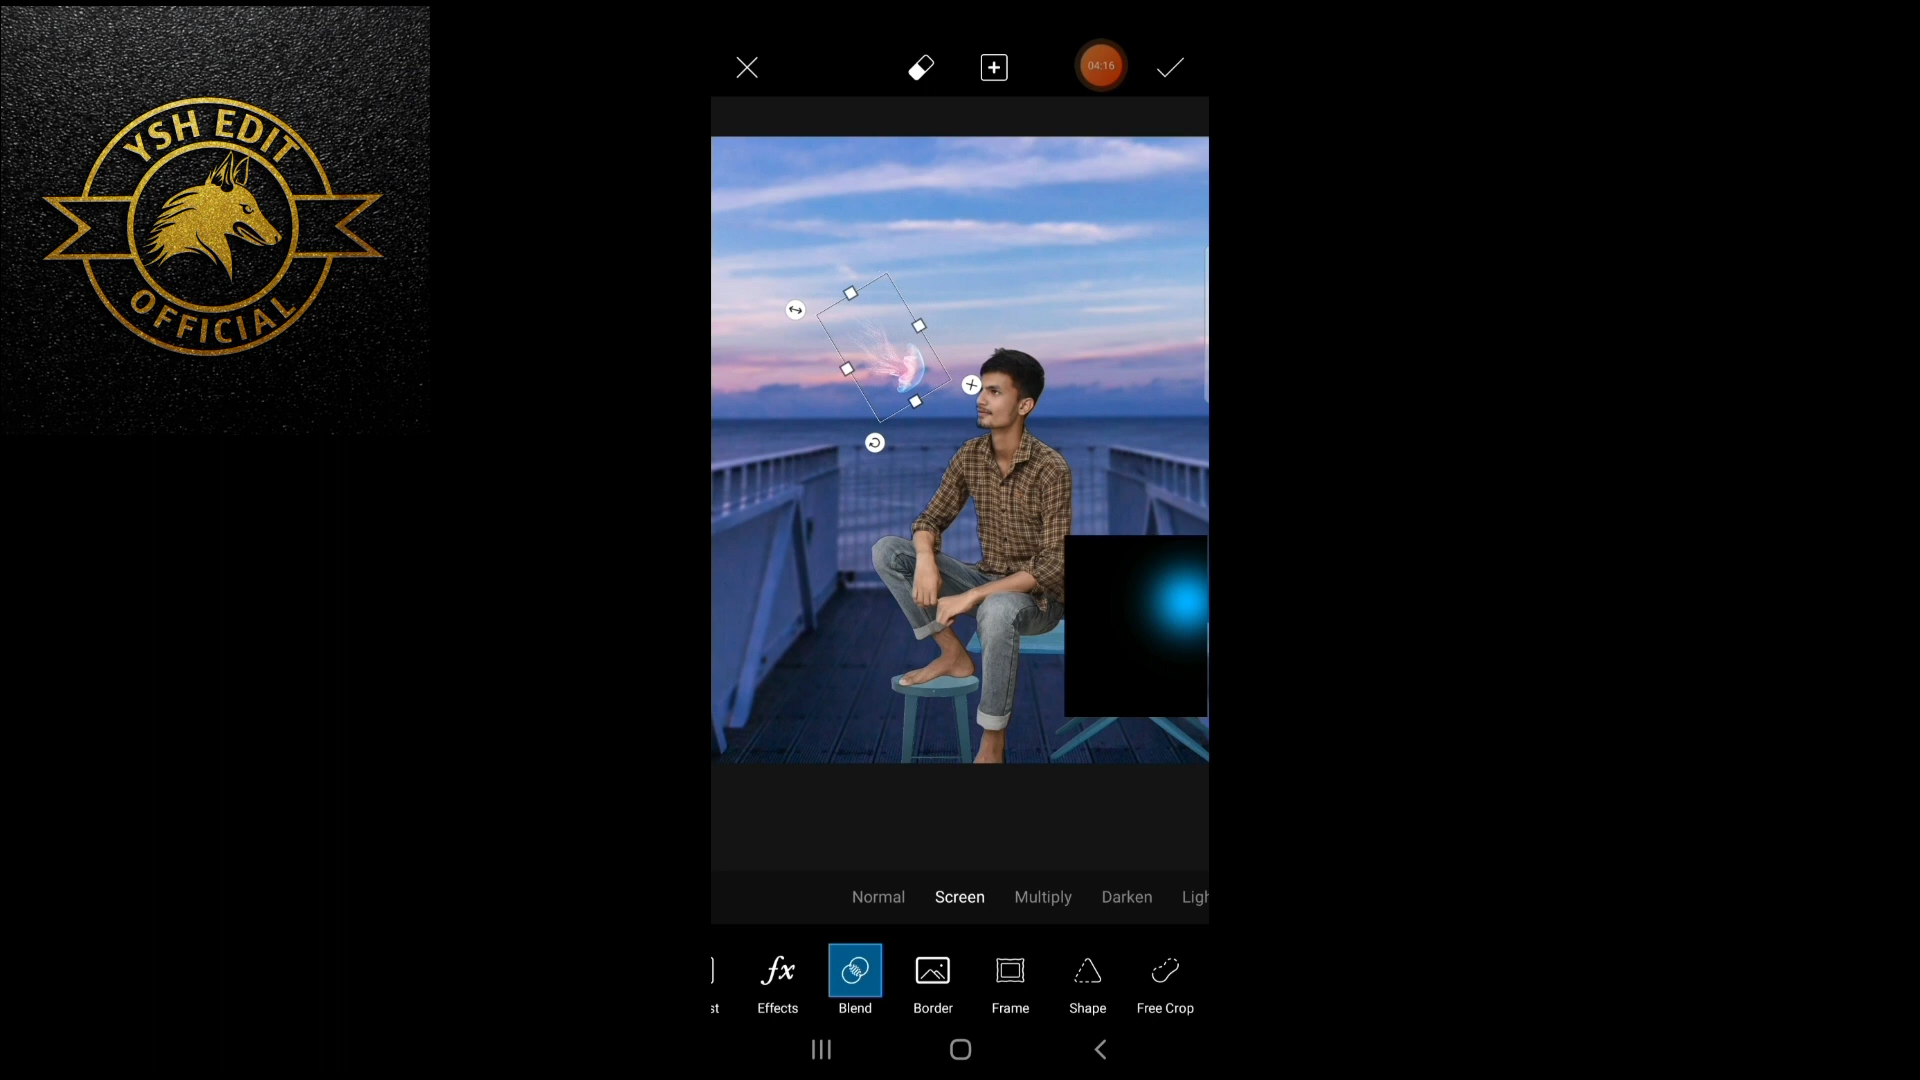 YSH EDIT
OFFICIAL
04:16
Normal Screen Multiply Darken Ligh
st Effects Blend Border Frame Shape Free Crop